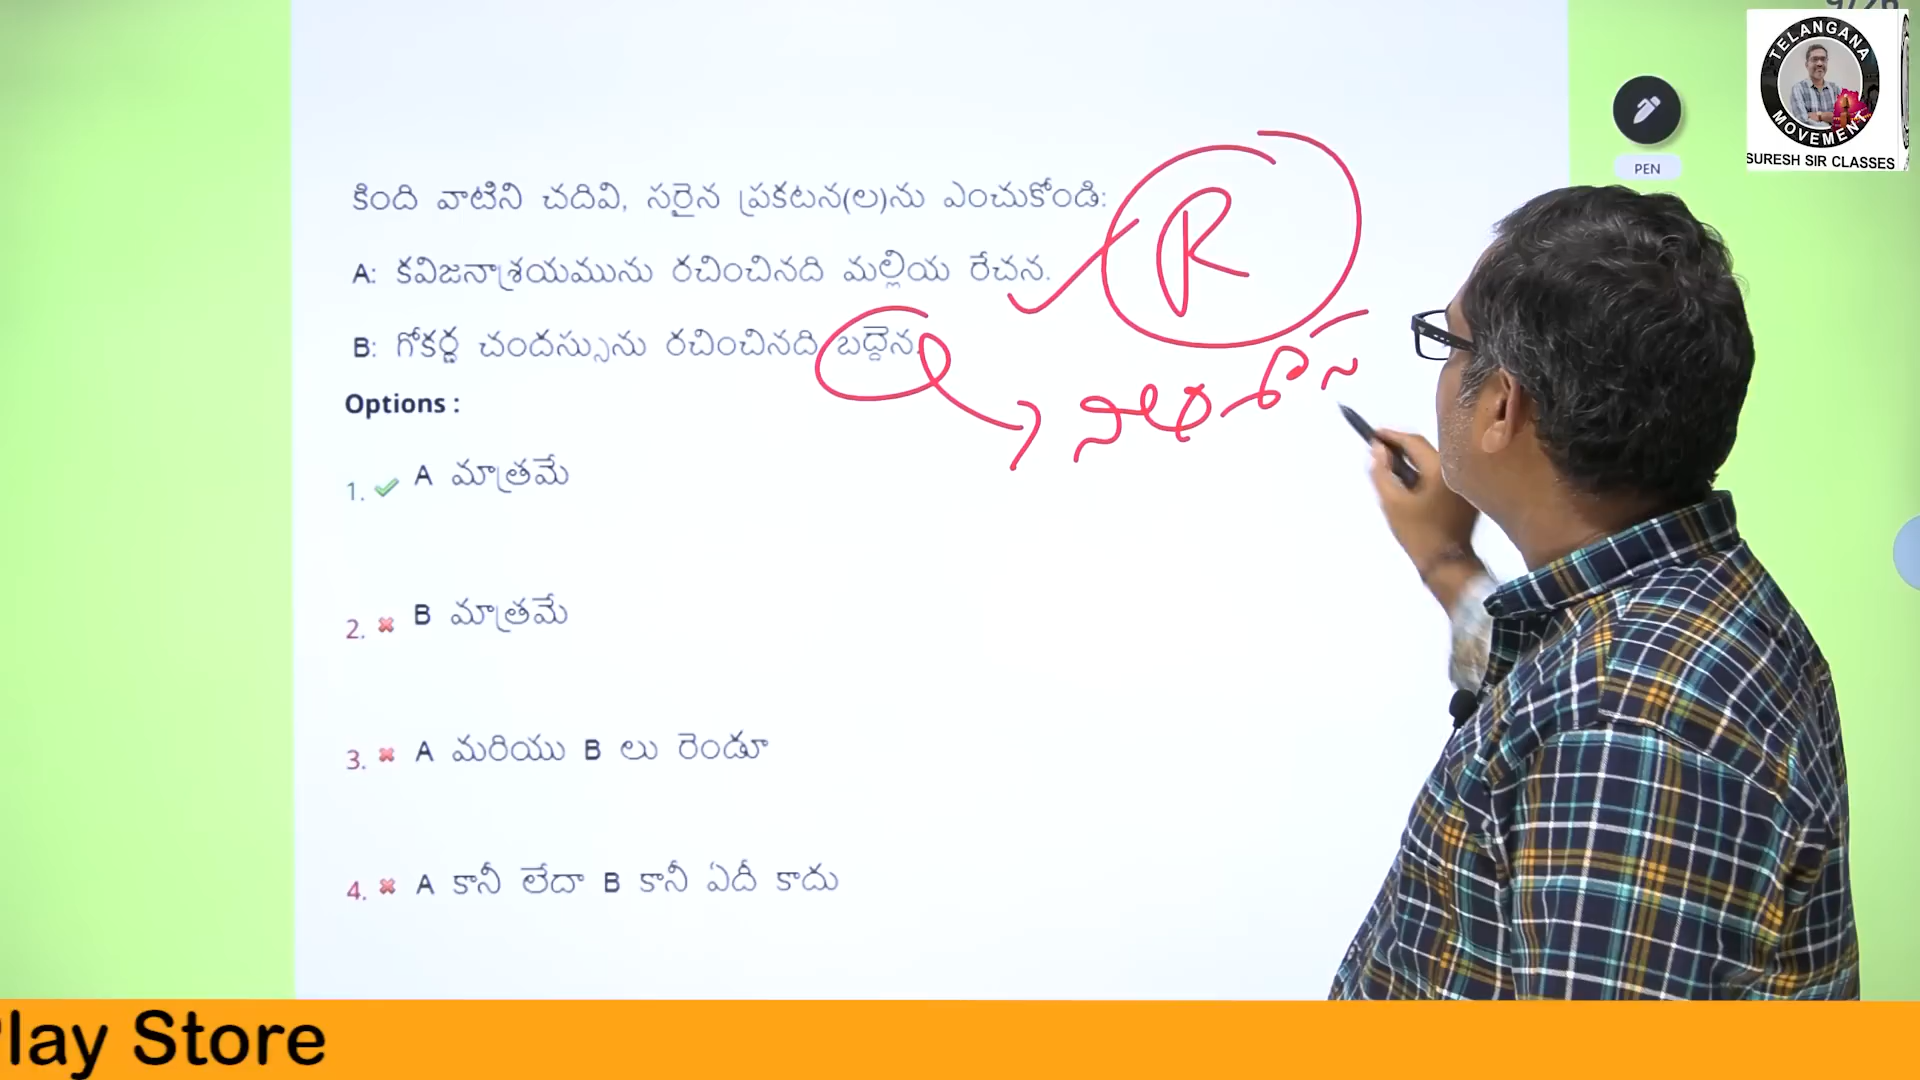 TELANGANA
MOVEMENT
SURESH SIR CLASSES
PEN
కింది వాటిని చదివి, సరైన ప్రకటన(ల)ను ఎంచుకోండి:
A: కవిజనాశ్రయమును రచించినది మల్లియ రేచన.
B: గోకర్ణ చందస్సును రచించినది బద్దెన.
R
Options :
1. A మాత్రమే
2. B మాత్రమే
3. A మరియు B లు రెండూ
4. A కానీ లేదా B కానీ ఏదీ కాదు
lay Store